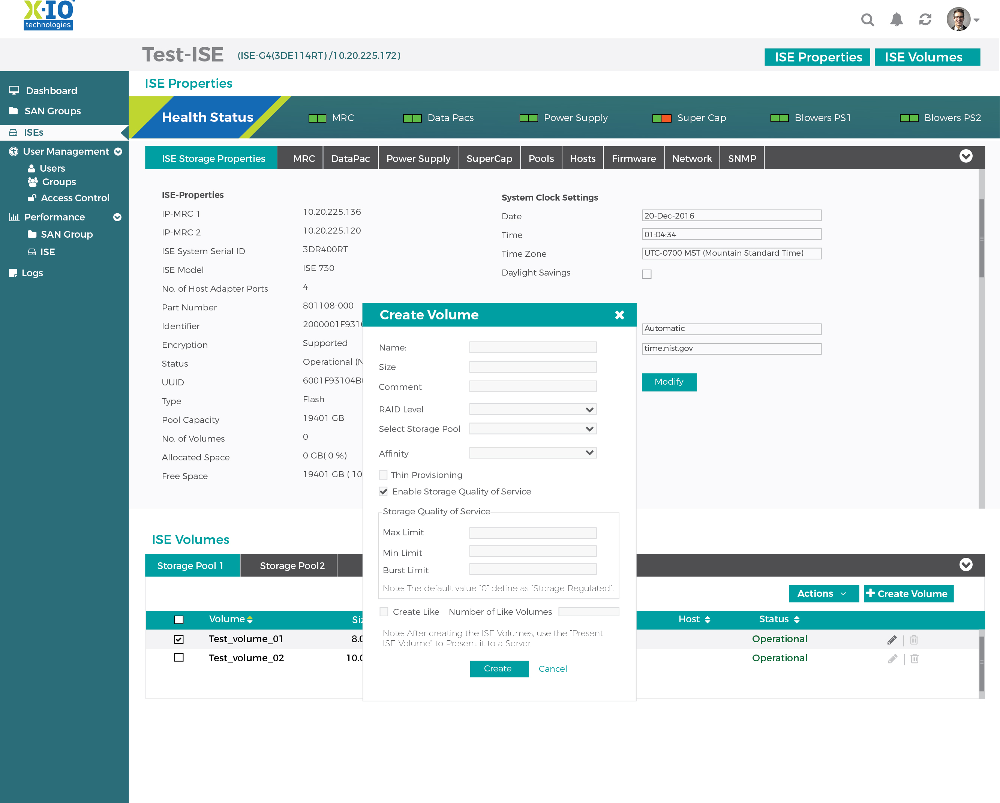 X·IO™
technologies
Test-ISE (ISE-G4(3DE114RT) /10.20.225.172)
ISE Properties ISE Volumes
Dashboard
SAN Groups
ISEs
User Management
Users
Groups
Access Control
Performance
SAN Group
ISE
Logs
ISE Properties
Health Status MRC Data Pacs Power Supply Super Cap Blowers PS1 Blowers PS2
ISE Storage Properties MRC DataPac Power Supply SuperCap Pools Hosts Firmware Network SNMP
ISE-Properties
IP-MRC 1 10.20.225.136
IP-MRC 2 10.20.225.120
ISE System Serial ID 3DR400RT
ISE Model ISE 730
No. of Host Adapter Ports 4
Part Number 801108-000
Identifier 2000001F9310
Encryption Supported
Status Operational (N
UUID 6001F93104B
Type Flash
Pool Capacity 19401 GB
No. of Volumes 0
Allocated Space 0 GB( 0 %)
Free Space 19401 GB ( 10
System Clock Settings
Date 20-Dec-2016
Time 01:04:34
Time Zone UTC-0700 MST (Mountain Standard Time)
Daylight Savings
Automatic
time.nist.gov
Modify
Create Volume
Name:
Size
Comment
RAID Level
Select Storage Pool
Affinity
Thin Provisioning
Enable Storage Quality of Service
Storage Quality of Service
Max Limit
Min Limit
Burst Limit
Note: The default value "0" define as "Storage Regulated".
Create Like Number of Like Volumes
Note: After creating the ISE Volumes, use the "Present
ISE Volume" to Present it to a Server
Create Cancel
ISE Volumes
Storage Pool 1 Storage Pool2
Actions Create Volume
Volume Host Status
Test_volume_01 8.0 Operational
Test_volume_02 10.0 Operational